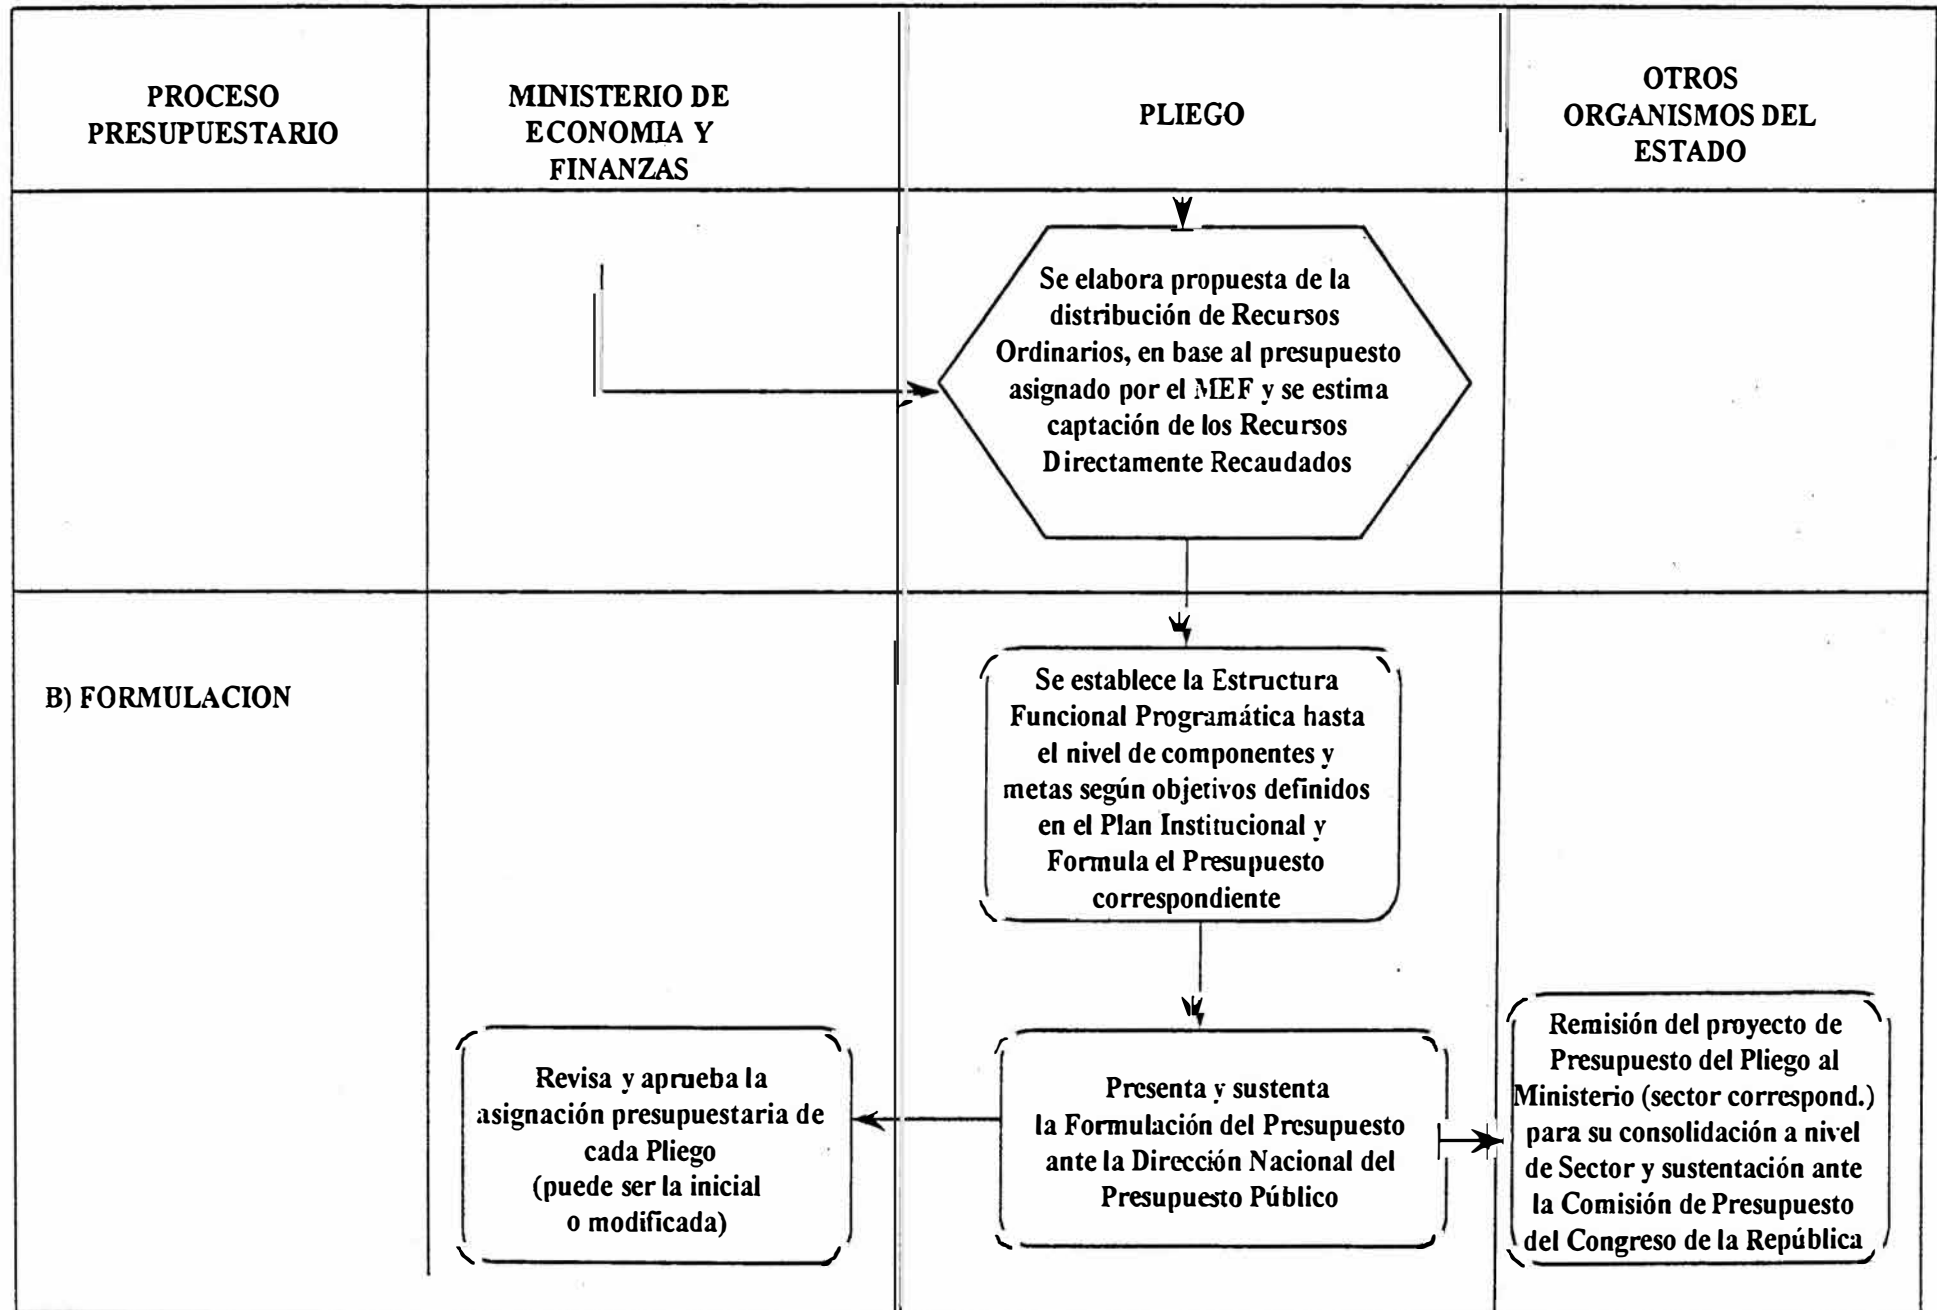 PROCESO
PRESUPUESTARIO
MINISTERIO DE
ECONOMIA Y
FINANZAS
PLIEGO
OTROS
ORGANISMOS DEL
ESTADO
Se elabora propuesta de la
distribución de Recursos
Ordinarios, en base al presupuesto
asignado por el MEF y se estima
captación de los Recursos
Directamente Recaudados
B) FORMULACION
Se establece la Estructura
Funcional Programática hasta
el nivel de componentes y
metas según objetivos definidos
en el Plan Institucional y
Formula el Presupuesto
correspondiente
Revisa y aprueba la
asignación presupuestaria de
cada Pliego
(puede ser la inicial
o modificada)
Presenta y sustenta
la Formulación del Presupuesto
ante la Dirección Nacional del
Presupuesto Público
Remisión del proyecto de
Presupuesto del Pliego al
Ministerio (sector correspond.)
para su consolidación a nivel
de Sector y sustentación ante
la Comisión de Presupuesto
del Congreso de la República